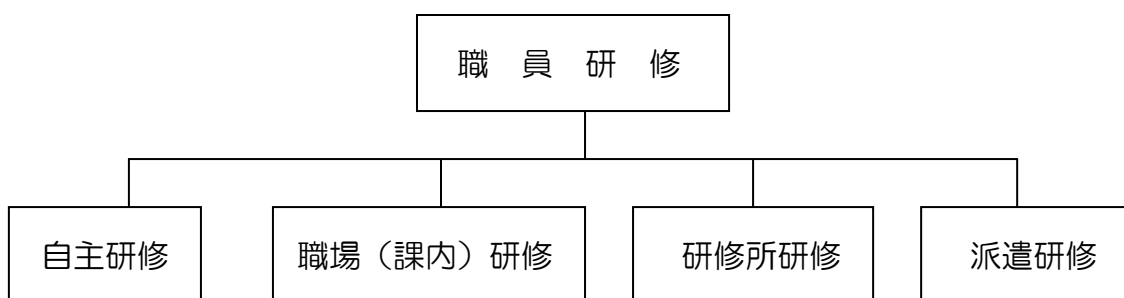 職　員　研　修
自主研修
職場（課内）研修
研修所研修
派遣研修